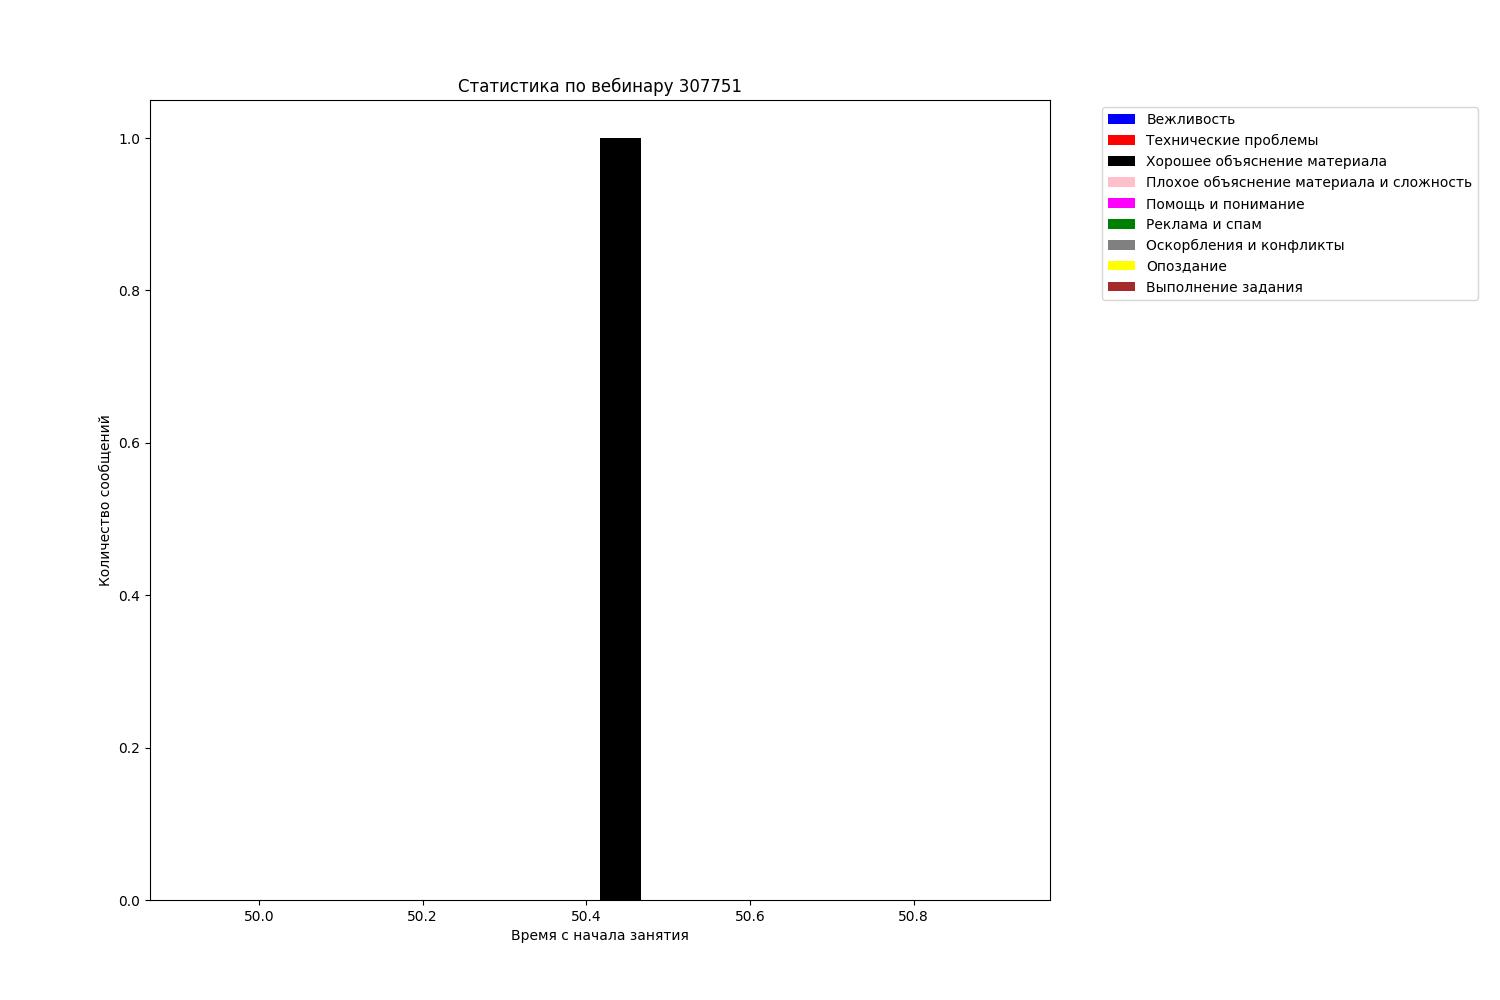 Статистика по вебинару 307751
Вежливость
Технические проблемы
Хорошее объяснение материала
Плохое объяснение материала и сложность
Помощь и понимание
Реклама и спам
Оскорбления и конфликты
Опоздание
Выполнение задания
Количество сообщений
1.0
0.8
0.6
0.4
0.2
0.0
50.0 50.2 50.4 50.6 50.8
Время с начала занятия